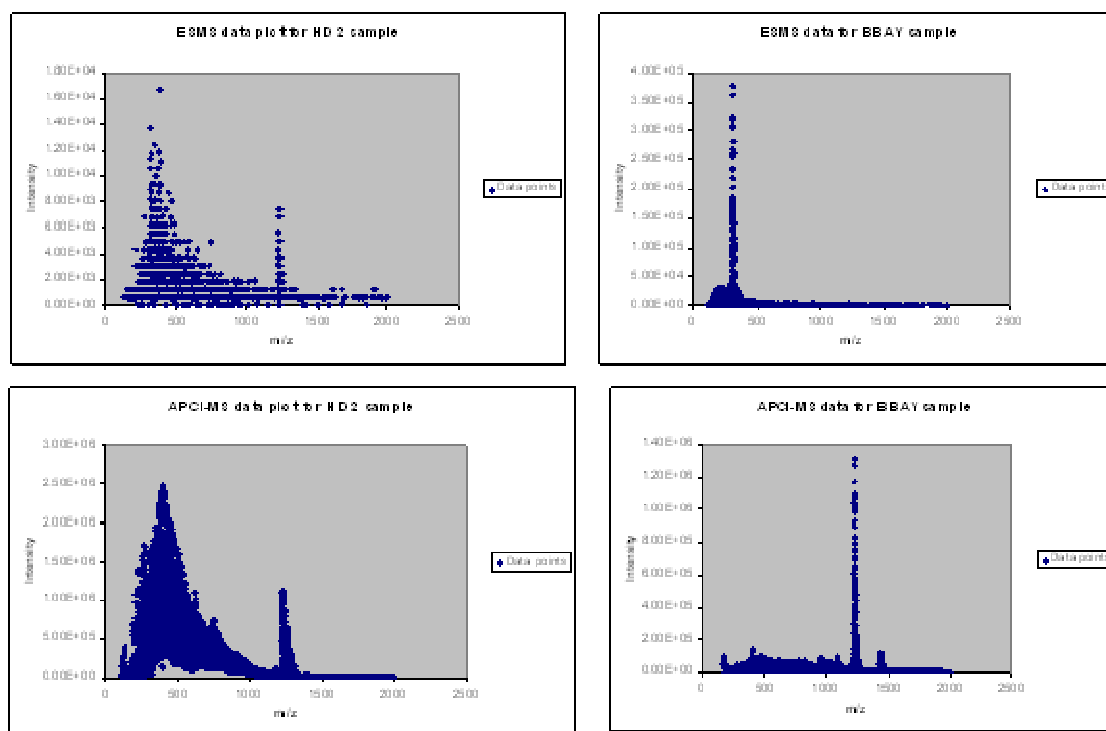 ESMS data plot for HD 2 sample
1.80E+04
1.60E+04
1.40E+04
1.20E+04
1.00E+04
8.00E+03
6.00E+03
4.00E+03
2.00E+03
0.00E+00
Intensity
0 500 1000 1500 2000 2500
m/z
Data points
ESMS data for BBAY sample
4.00E+05
3.50E+05
3.00E+05
2.50E+05
2.00E+05
1.50E+05
1.00E+05
5.00E+04
0.00E+00
Intensity
0 500 1000 1500 2000 2500
m/z
Data points
APCI-MS data plot for HD 2 sample
3.00E+06
2.50E+06
2.00E+06
1.50E+06
1.00E+06
5.00E+05
0.00E+00
Intensity
0 500 1000 1500 2000 2500
m/z
Data points
APCI-MS data for BBAY sample
1.40E+06
1.20E+06
1.00E+06
8.00E+05
6.00E+05
4.00E+05
2.00E+05
0.00E+00
Intensity
0 500 1000 1500 2000 2500
m/z
Data points